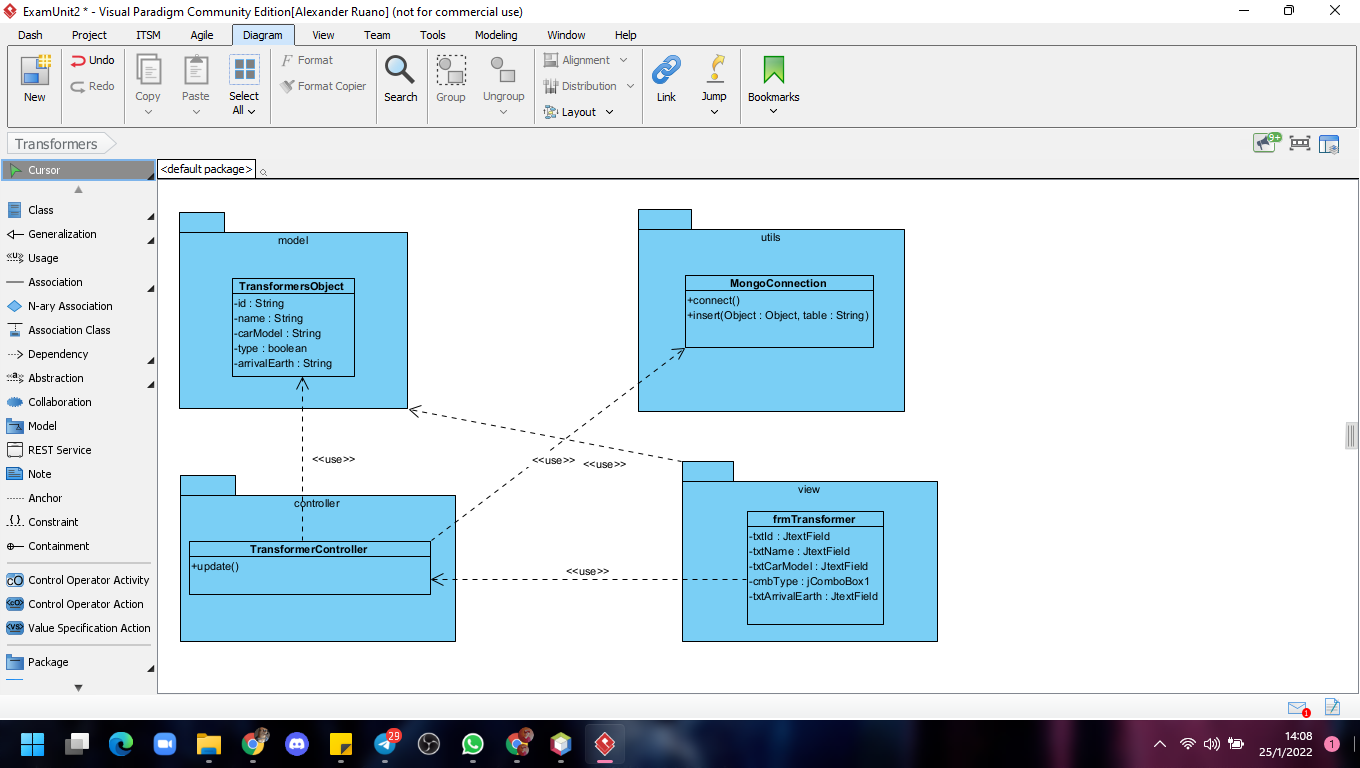 ExamUnit2 * - Visual Paradigm Community Edition[Alexander Ruano] (not for commercial use)
Dash Project ITSM Agile Diagram View Team Tools Modeling Window Help
New
Undo
Redo
Copy
Paste
Select
All
Format
Format Copier
Search
Group
Ungroup
Alignment
Distribution
Layout
Link
Jump
Bookmarks
Transformers
9+
Cursor
<default package>
Class
Generalization
Usage
Association
N-ary Association
Association Class
Dependency
Abstraction
Collaboration
Model
REST Service
Note
Anchor
Constraint
Containment
Control Operator Activity
Control Operator Action
Value Specification Action
Package
model
TransformersObject
-id : String
-name : String
-carModel : String
-type : boolean
-arrivalEarth : String
utils
MongoConnection
+connect()
+insert(Object : Object, table : String)
<<use>>
<<use>>
<<use>>
controller
TransformerController
+update()
<<use>>
view
frmTransformer
-txtId : JtextField
-txtName : JtextField
-txtCarModel : JtextField
-cmbType : jComboBox1
-txtArrivalEarth : JtextField
1
29
14:08
25/1/2022
1